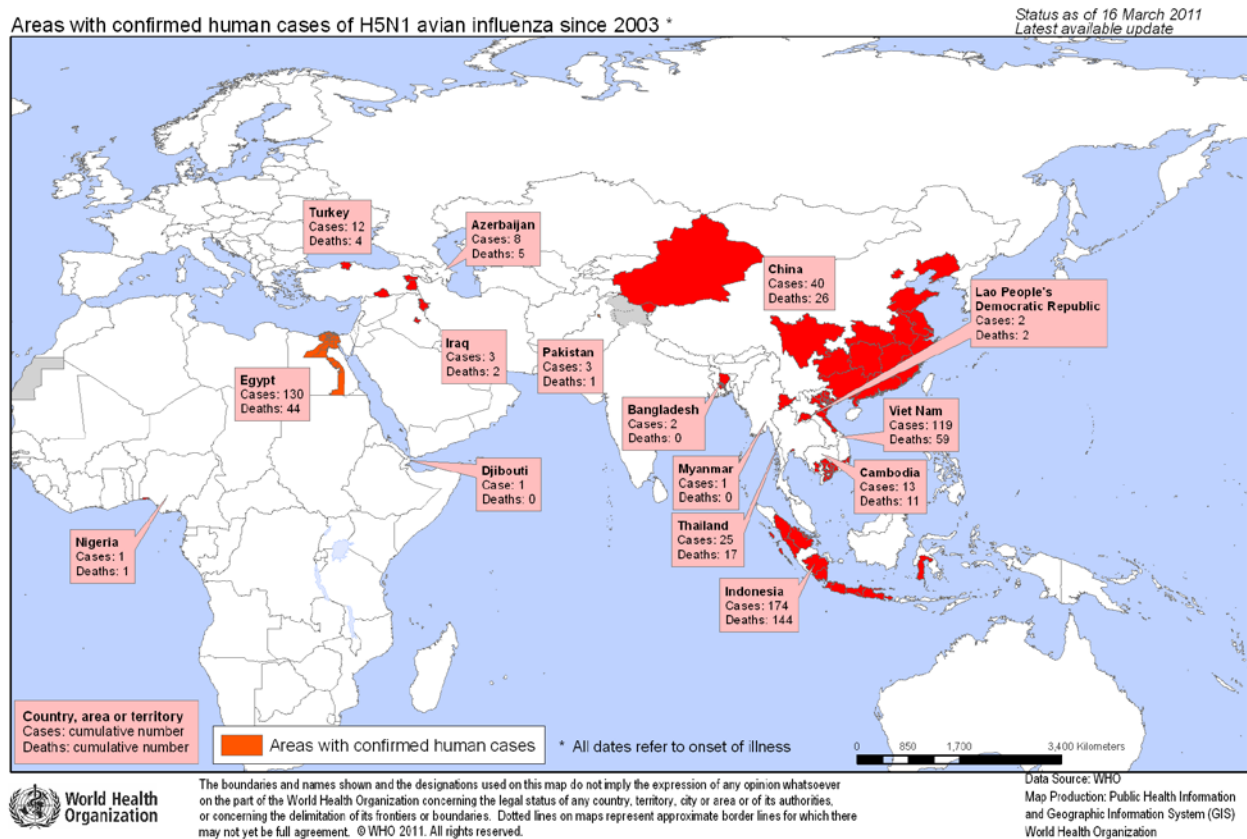 Areas with confirmed human cases of H5N1 avian influenza since 2003 *
Status as of 16 March 2011
Latest available update
Turkey
Cases: 12
Deaths: 4
Azerbaijan
Cases: 8
Deaths: 5
China
Cases: 40
Deaths: 26
Lao People's
Democratic Republic
Cases: 2
Deaths: 2
Iraq
Cases: 3
Deaths: 2
Pakistan
Cases: 3
Deaths: 1
Egypt
Cases: 130
Deaths: 44
Bangladesh
Cases: 2
Deaths: 0
Viet Nam
Cases: 119
Deaths: 59
Djibouti
Case: 1
Deaths: 0
Myanmar
Cases: 1
Deaths: 0
Cambodia
Cases: 13
Deaths: 11
Nigeria
Cases: 1
Deaths: 1
Thailand
Cases: 25
Deaths: 17
Indonesia
Cases: 174
Deaths: 144
Country, area or territory
Cases: cumulative number
Deaths: cumulative number
Areas with confirmed human cases
* All dates refer to onset of illness
0 850 1,700 3,400 Kilometers
World Health
Organization
The boundaries and names shown and the designations used on this map do not imply the expression of any opinion whatsoever
on the part of the World Health Organization concerning the legal status of any country, territory, city or area or of its authorities,
or concerning the delimitation of its frontiers or boundaries. Dotted lines on maps represent approximate border lines for which there
may not yet be full agreement. © WHO 2011. All rights reserved.
Data Source: WHO
Map Production: Public Health Information
and Geographic Information System (GIS)
World Health Organization